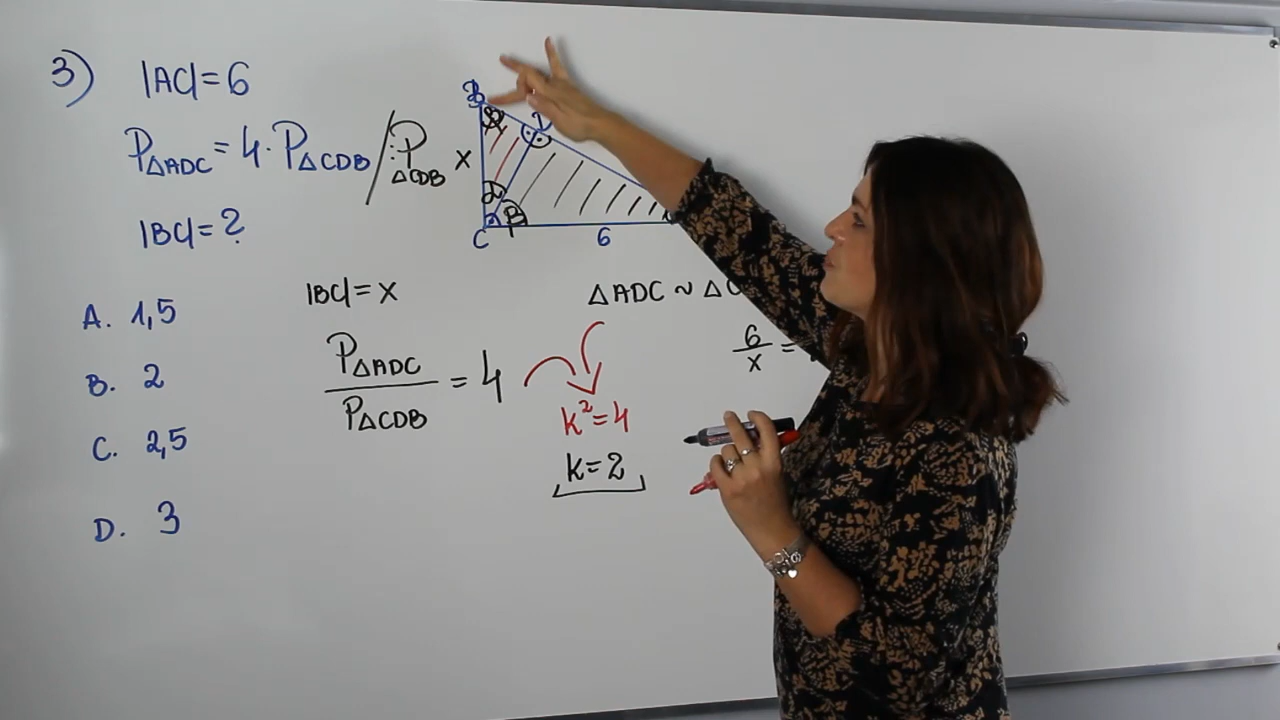 3) |AC|=6
P△ADC = 4·P△CDB /:P△CDB
|BC|=?
A. 1,5
B. 2
C. 2,5
D. 3
B
D
x
α
β
C
6
|BC|=x
P△ADC
P△CDB
= 4
k²=4
k=2
△ADC ~ △C
6
x
=